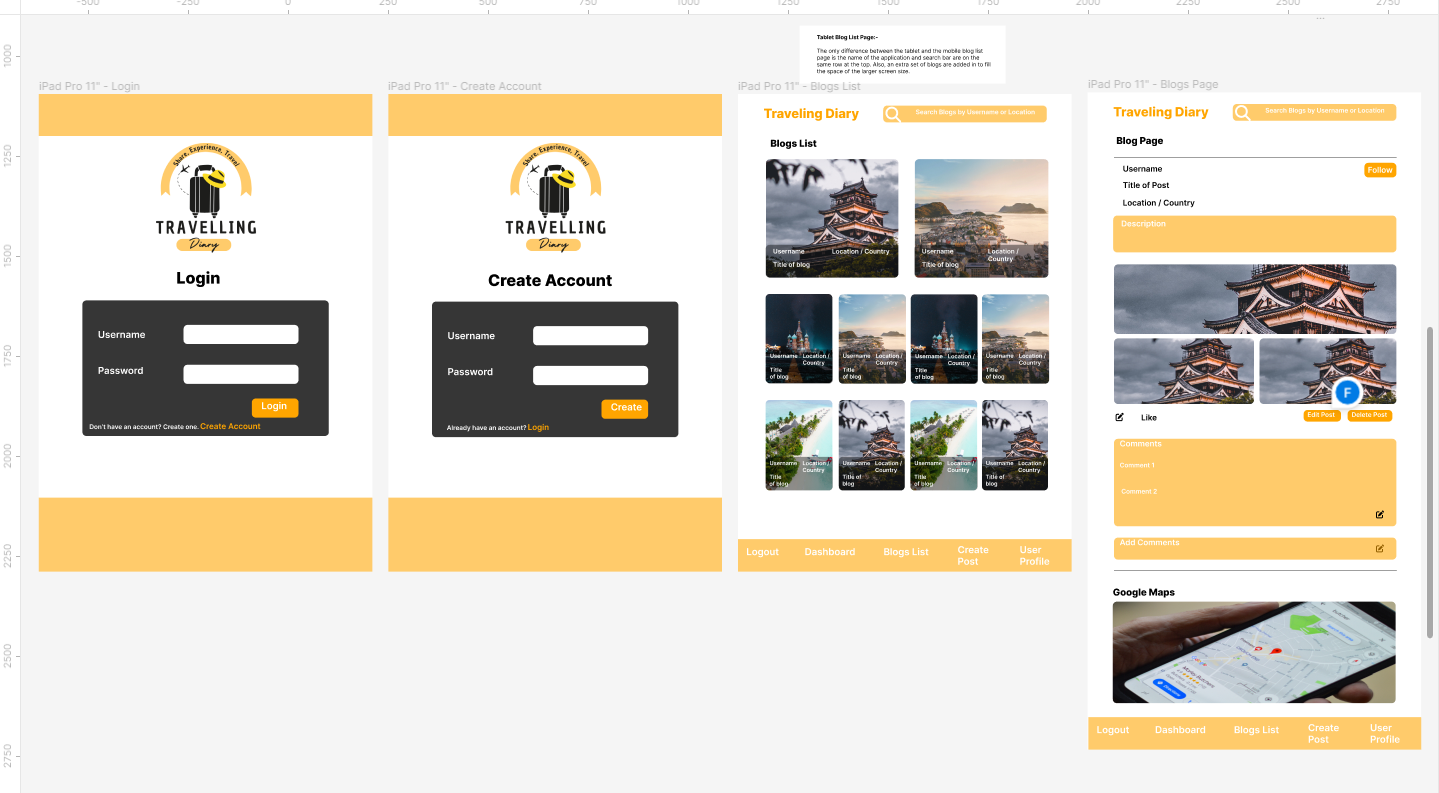 -500
-250
0
250
500
750
1000
1250
1500
1750
2000
2250
2500
2750
1000
1250
1500
1750
2000
2250
2500
2750
Tablet Blog List Page:-
The only difference between the tablet and the mobile blog list
page is the name of the application and search bar are on the
same row at the top. Also, an extra set of blogs are added in to fill
the space of the larger screen size.
iPad Pro 11" - Login
Share, Experience, Travel
TRAVELLING
Diary
Login
Username
Password
Login
Don't have an account? Create one. Create Account
iPad Pro 11" - Create Account
Share, Experience, Travel
TRAVELLING
Diary
Create Account
Username
Password
Create
Already have an account? Login
iPad Pro 11" - Blogs List
Traveling Diary
Search Blogs by Username or Location
Blogs List
Username Location / Country
Title of blog
Username Location /
Country
Title of blog
Username Location /
Country
Title
of blog
Username Location /
Country
Title of
blog
Username Location /
Country
Title
of blog
Username Location /
Country
Title of
blog
Username Location /
Country
Title
of blog
Username Location /
Country
Title of
blog
Username Location /
Country
Title
of blog
Username Location /
Country
Title of
blog
Logout Dashboard Blogs List Create
Post User
Profile
iPad Pro 11" - Blogs Page
Traveling Diary
Search Blogs by Username or Location
Blog Page
Username
Follow
Title of Post
Location / Country
Description
F
Like
Edit Post
Delete Post
Comments
Comment 1
Comment 2
Add Comments
Google Maps
Logout Dashboard Blogs List Create
Post User
Profile